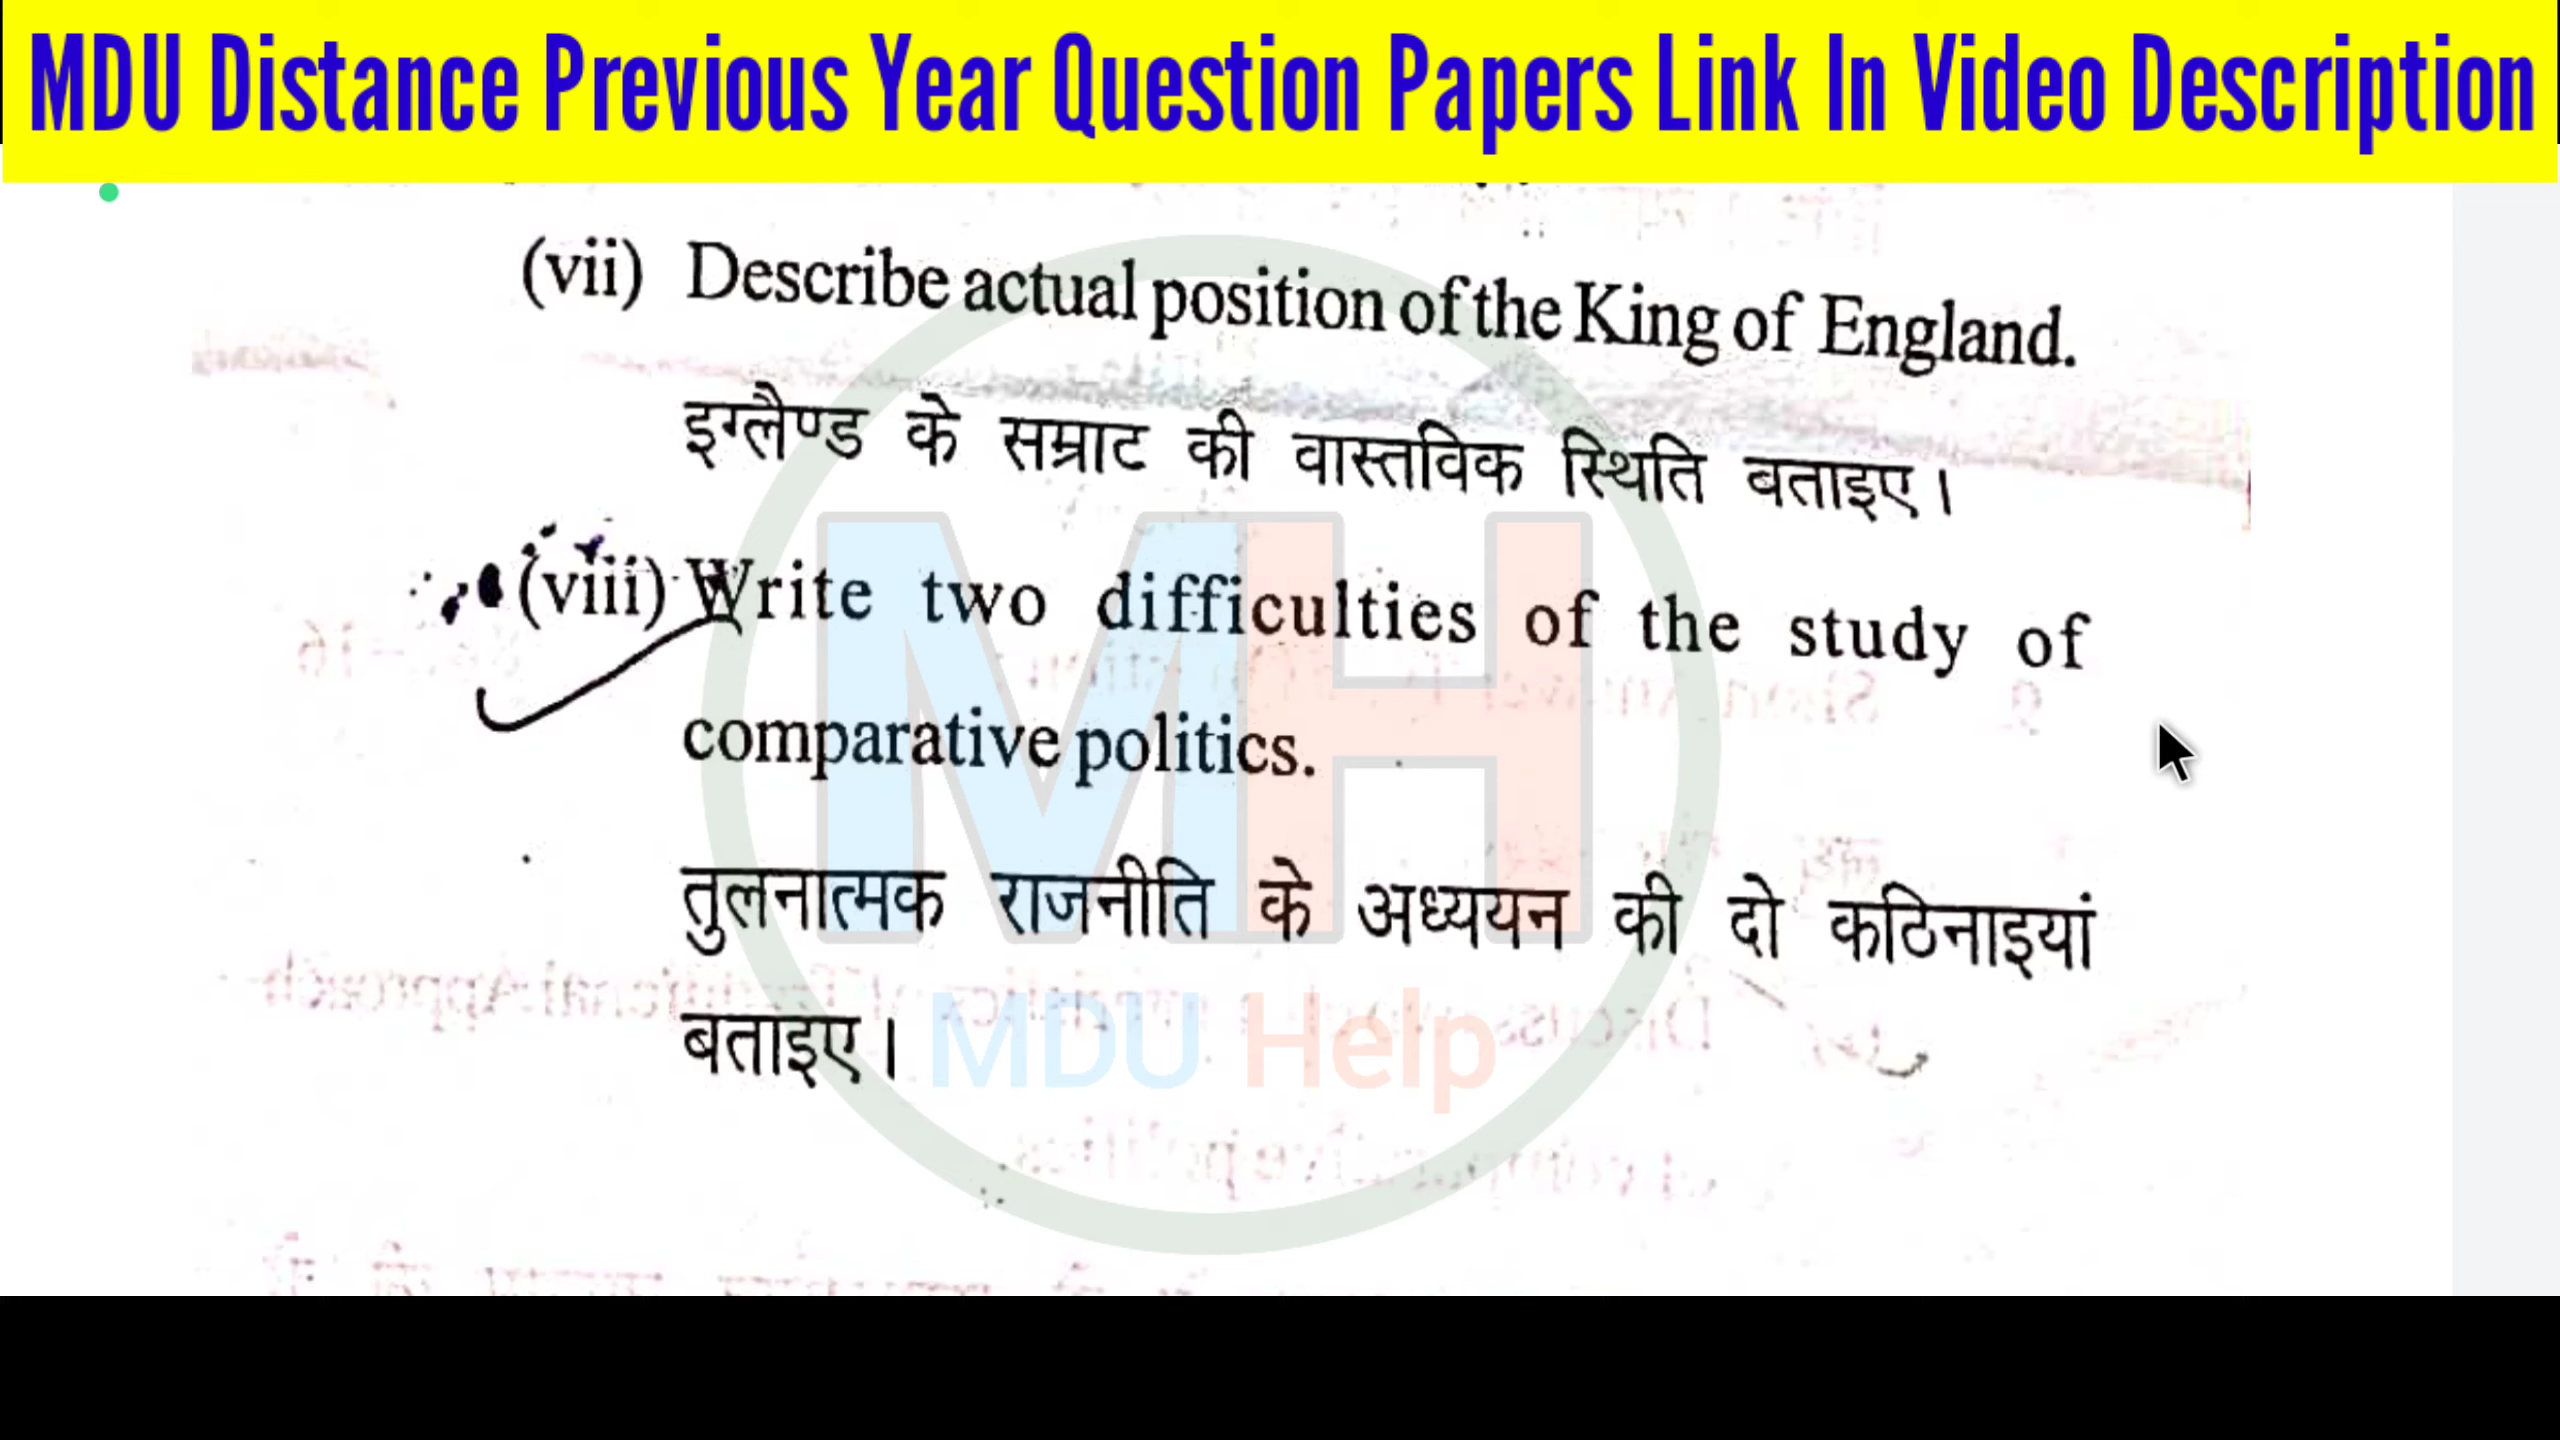 MDU Distance Previous Year Question Papers Link In Video Description
(vii) Describe actual position of the King of England.
इग्लैण्ड के सम्राट की वास्तविक स्थिति बताइए।
(viii) Write two difficulties of the study of
comparative politics.
तुलनात्मक राजनीति के अध्ययन की दो कठिनाइयां
बताइए।
MH
MDU Help